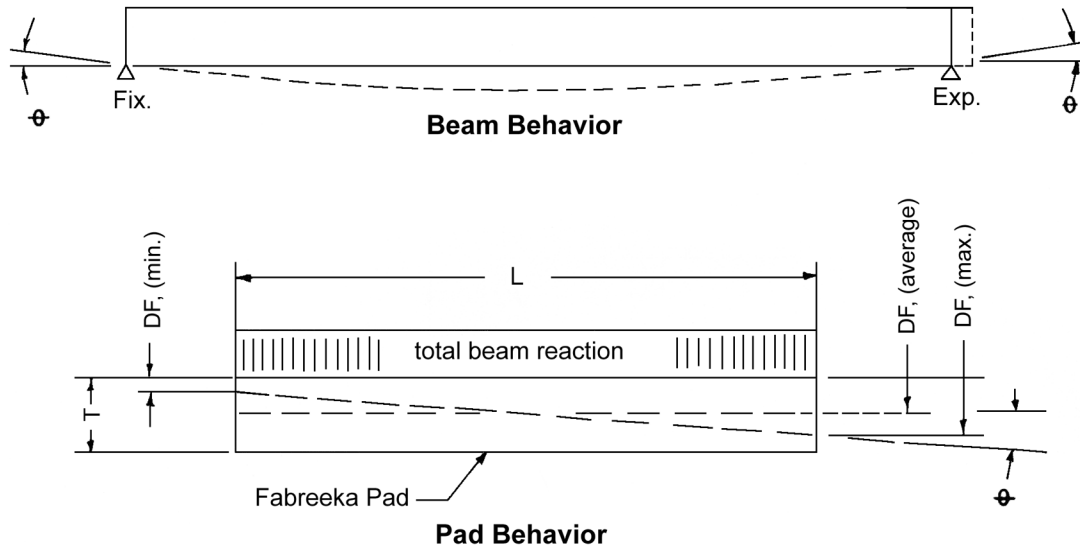 Fix.
Exp.
Φ
Φ
Beam Behavior
DF, (min.)
L
DF, (average)
DF, (max.)
total beam reaction
T
Fabreeka Pad
Φ
Pad Behavior